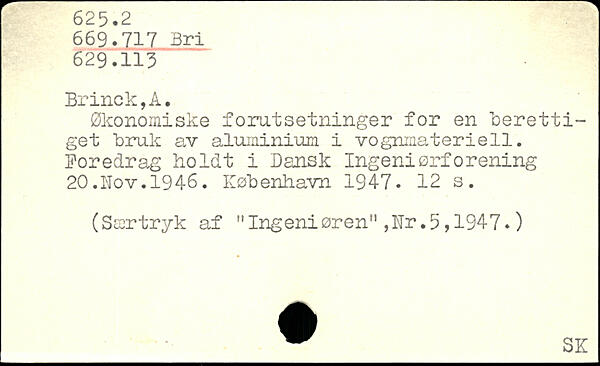 625.2
669.717 Bri
629.113
Brinck,A.
Økonomiske forutsetninger for en beretti-
get bruk av aluminium i vognmateriell.
Foredrag holdt i Dansk Ingeniørforening
20.Nov.1946. København 1947. 12 s.
(Særtryk af "Ingeniøren",Nr.5,1947.)
SK